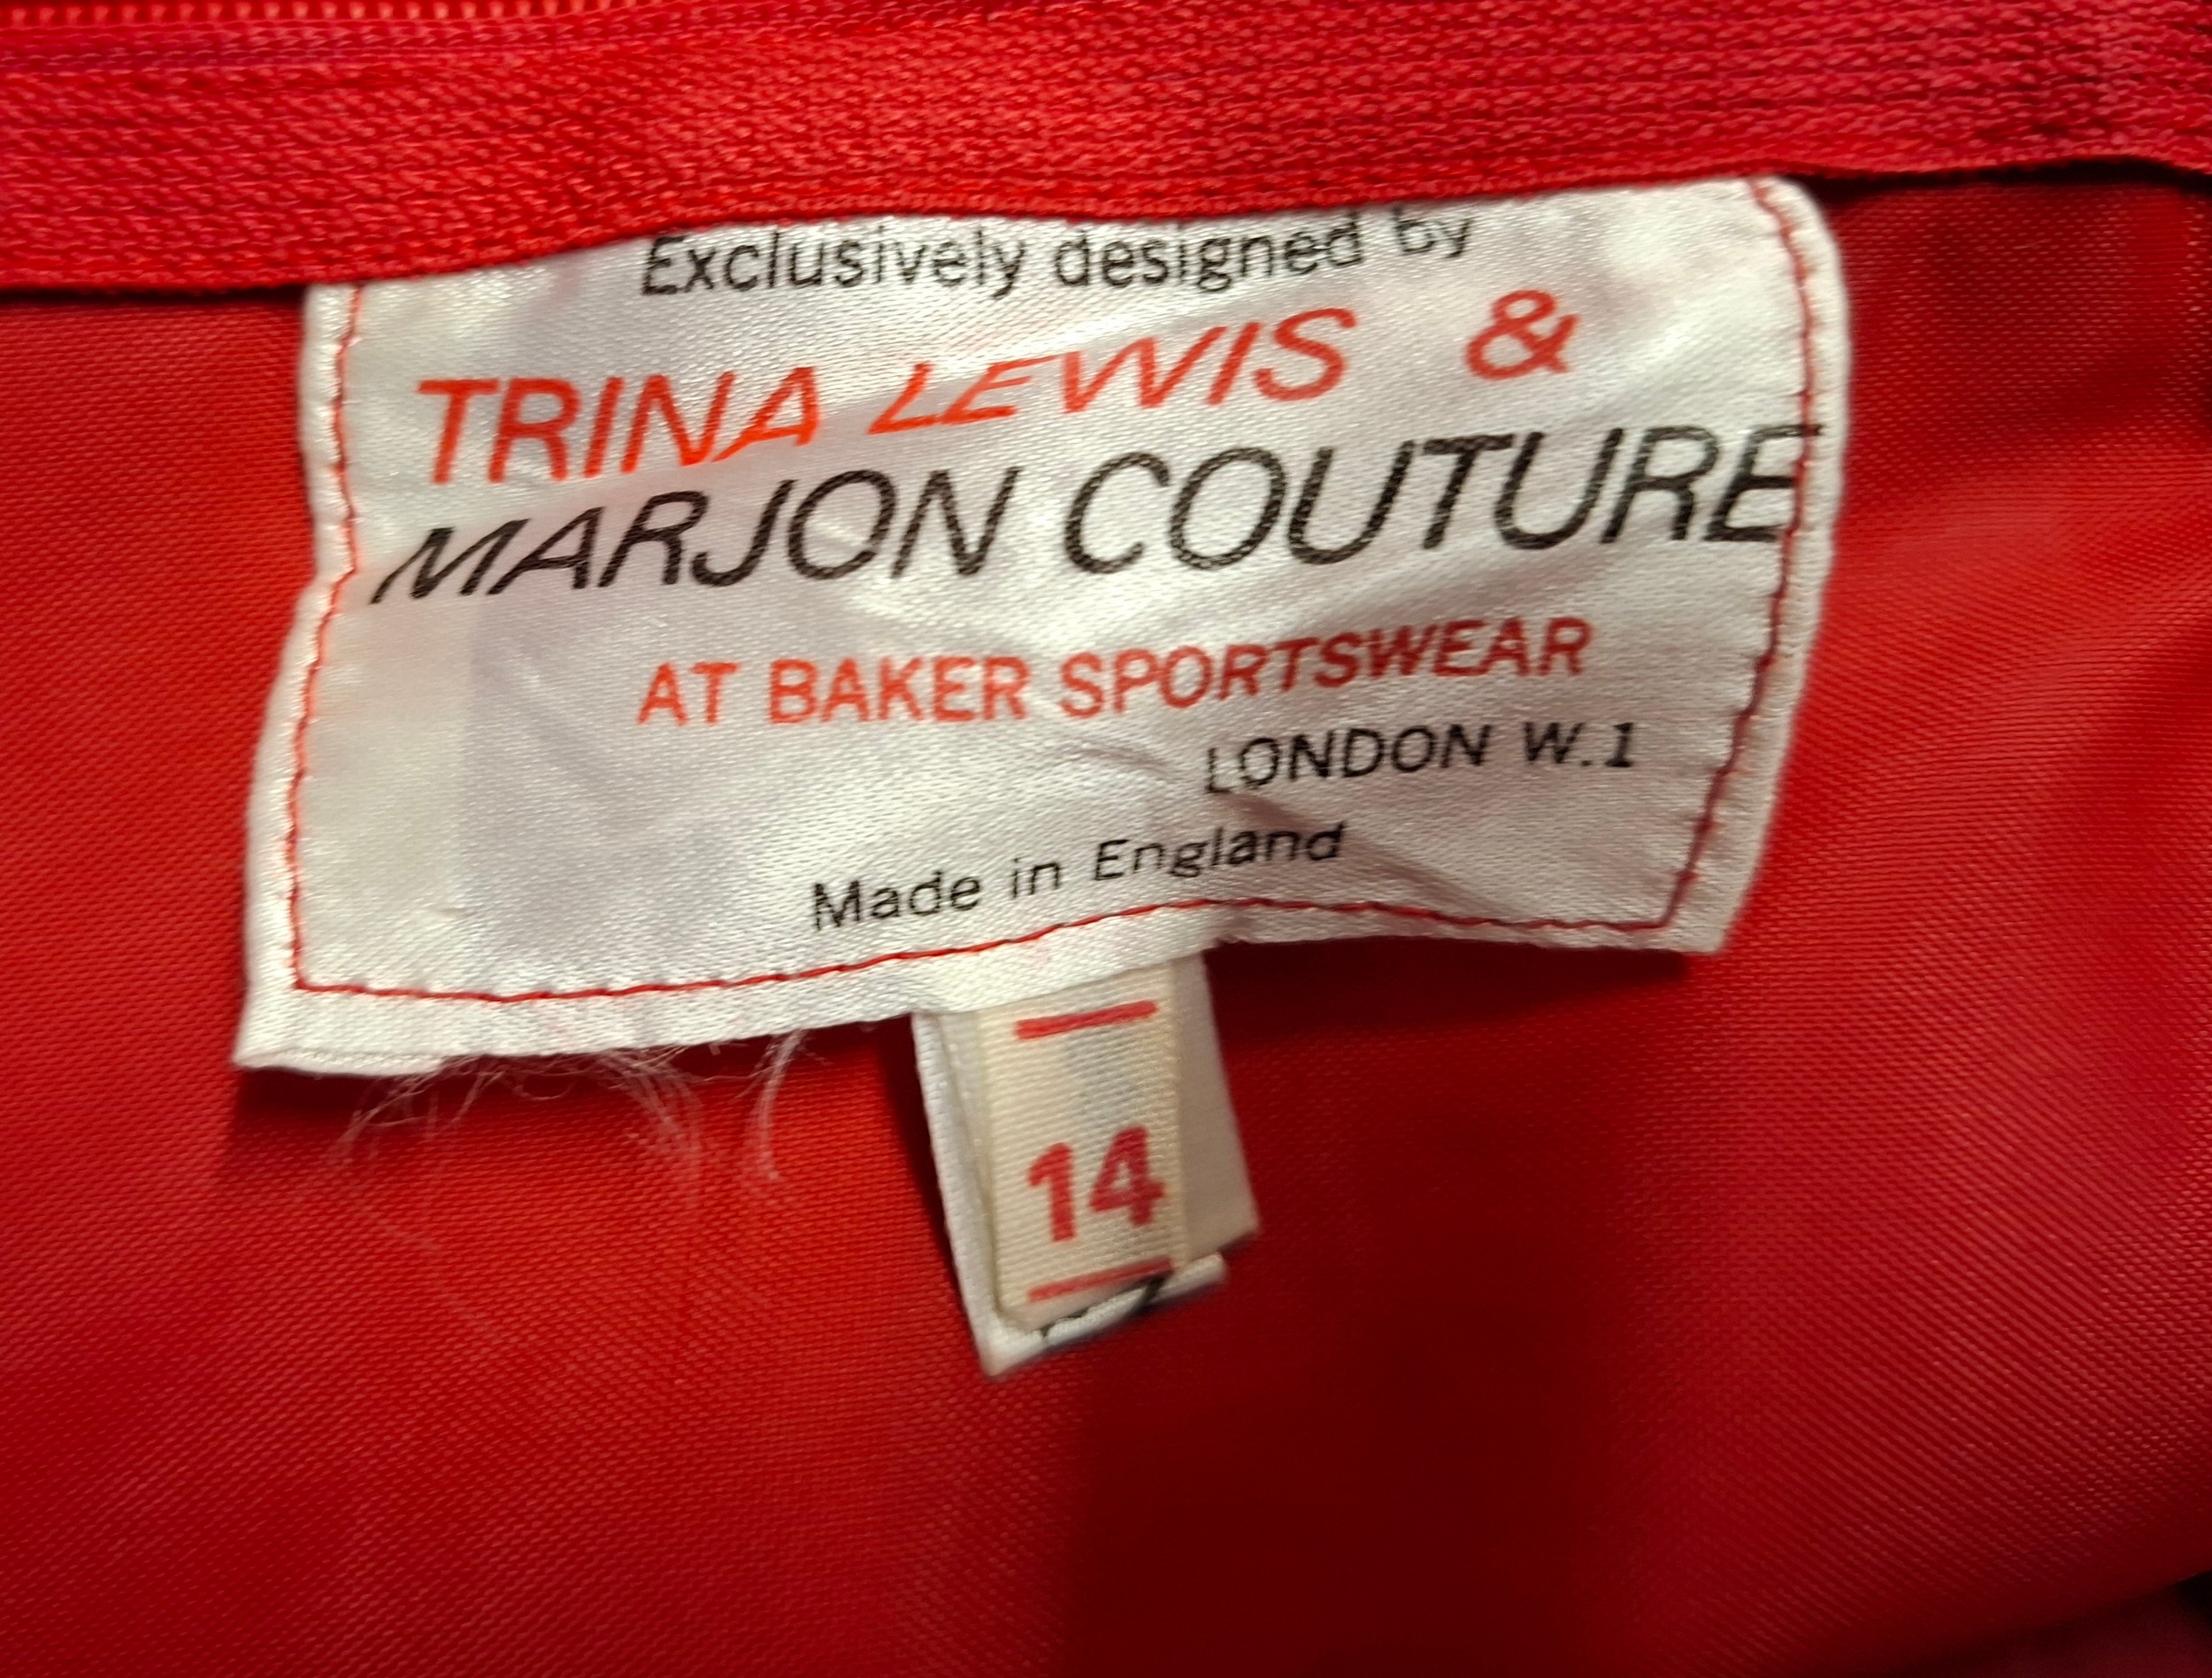 Exclusively designed by
TRINA LEWIS &
MARJON COUTURE
AT BAKER SPORTSWEAR
LONDON W.1
Made in England
14